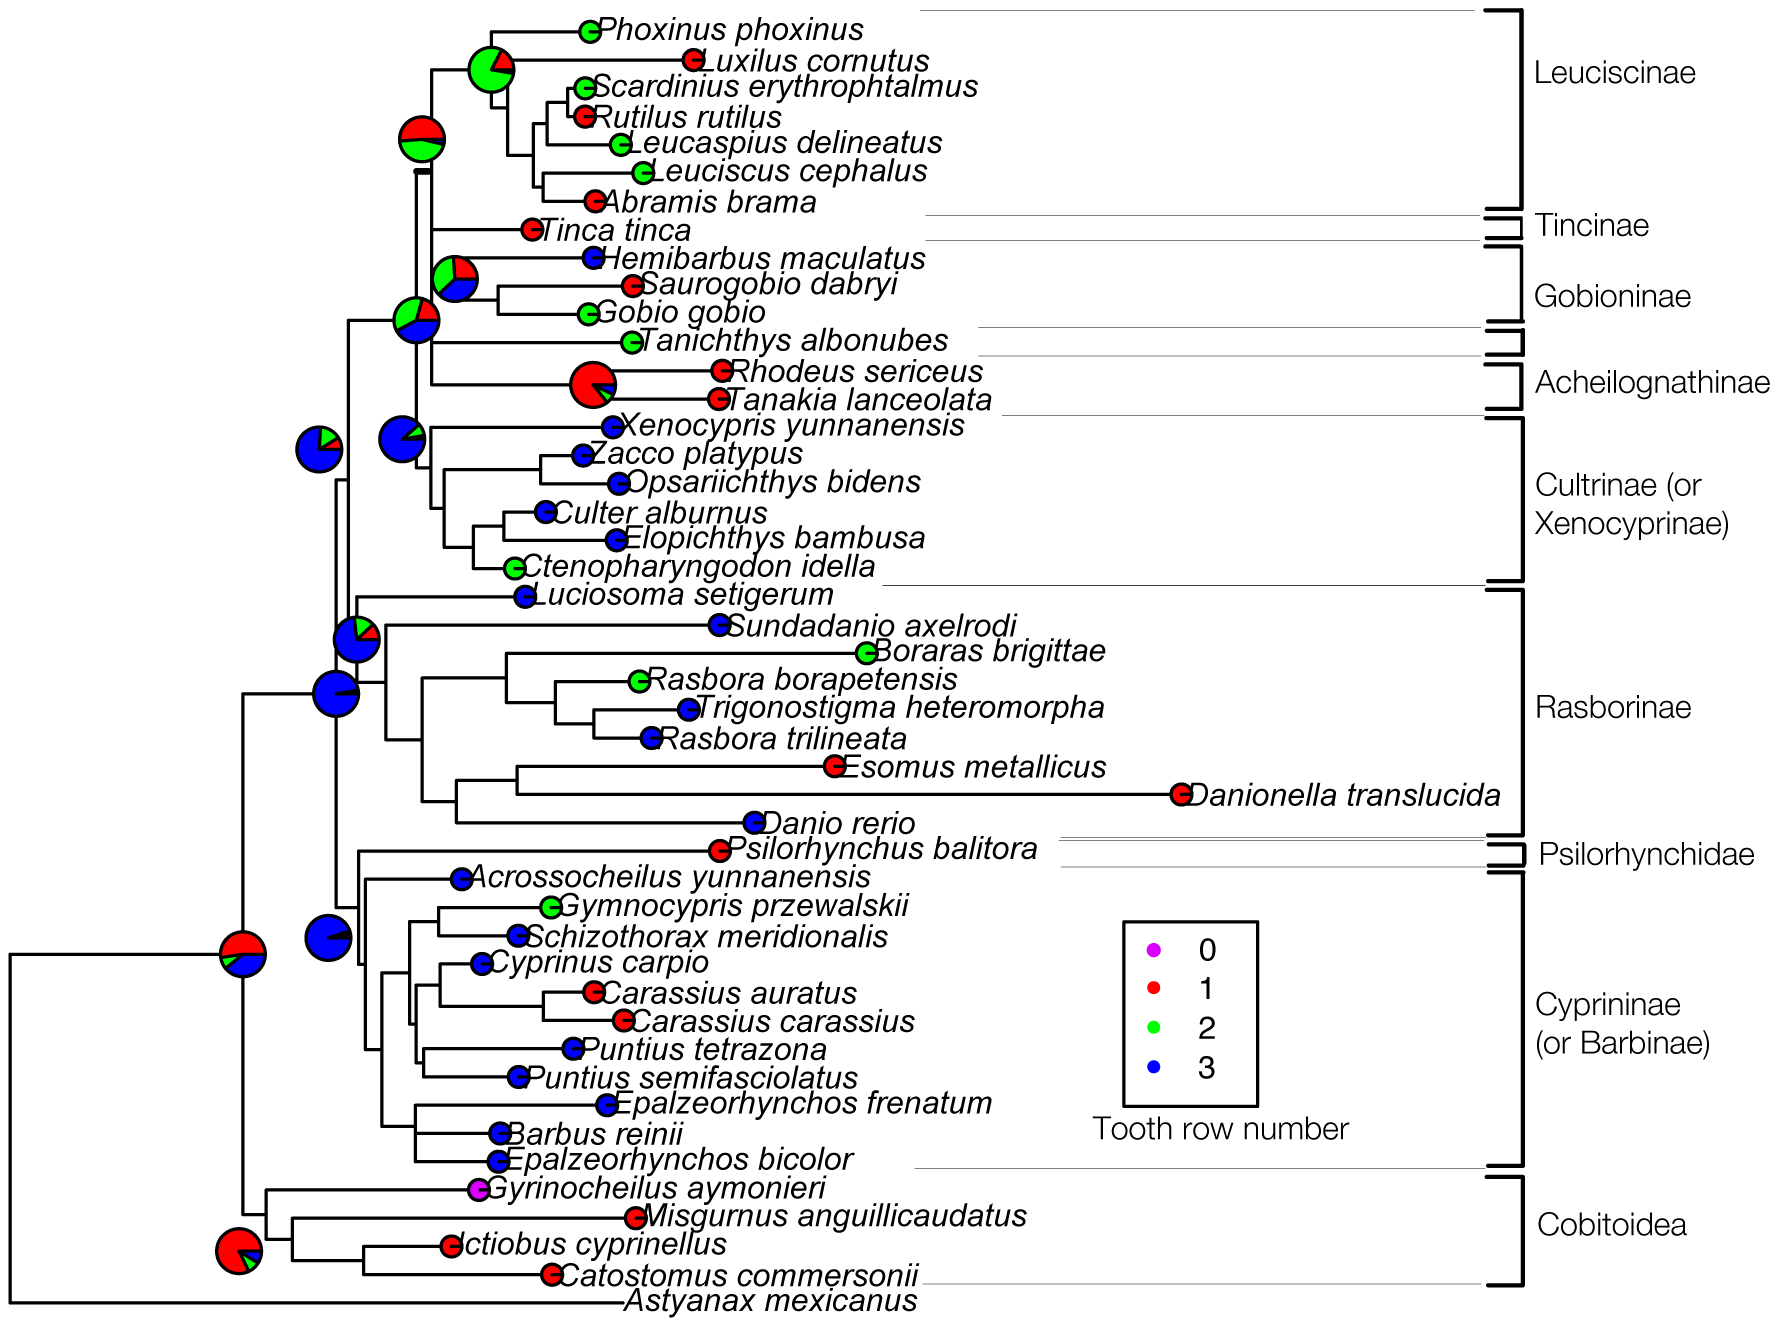 Phoxinus phoxinus
Luxilus cornutus
Scardinius erythrophtalmus
Rutilus rutilus
Leucaspius delineatus
Leuciscus cephalus
Abramis brama
Leuciscinae
Tinca tinca
Tincinae
Hemibarbus maculatus
Saurogobio dabryi
Gobio gobio
Gobioninae
Tanichthys albonubes
Rhodeus sericeus
Tanakia lanceolata
Acheilognathinae
Xenocypris yunnanensis
Zacco platypus
Opsariichthys bidens
Culter alburnus
Elopichthys bambusa
Ctenopharyngodon idella
Cultrinae (or
Xenocyprinae)
Luciosoma setigerum
Sundadanio axelrodi
Boraras brigittae
Rasbora borapetensis
Trigonostigma heteromorpha
Rasbora trilineata
Esomus metallicus
Danionella translucida
Danio rerio
Rasborinae
Psilorhynchus balitora
Psilorhynchidae
Acrossocheilus yunnanensis
Gymnocypris przewalskii
Schizothorax meridionalis
Cyprinus carpio
Carassius auratus
Carassius carassius
Puntius tetrazona
Puntius semifasciolatus
Epalzeorhynchos frenatum
Barbus reinii
Epalzeorhynchos bicolor
Cyprininae
(or Barbinae)
0
1
2
3
Tooth row number
Gyrinocheilus aymonieri
Misgurnus anguillicaudatus
Ictiobus cyprinellus
Catostomus commersonii
Cobitoidea
Astyanax mexicanus